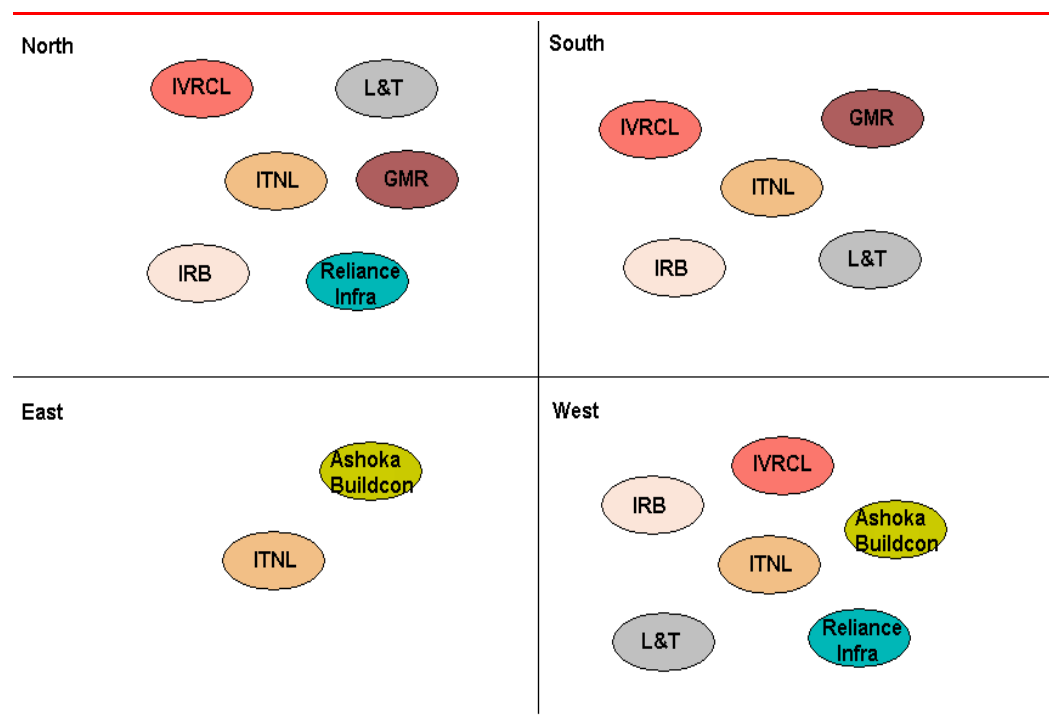 North
IVRCL
L&T
ITNL
GMR
IRB
Reliance
Infra
South
IVRCL
GMR
ITNL
IRB
L&T
East
Ashoka
Buildcon
ITNL
West
IVRCL
IRB
Ashoka
Buildcon
ITNL
L&T
Reliance
Infra